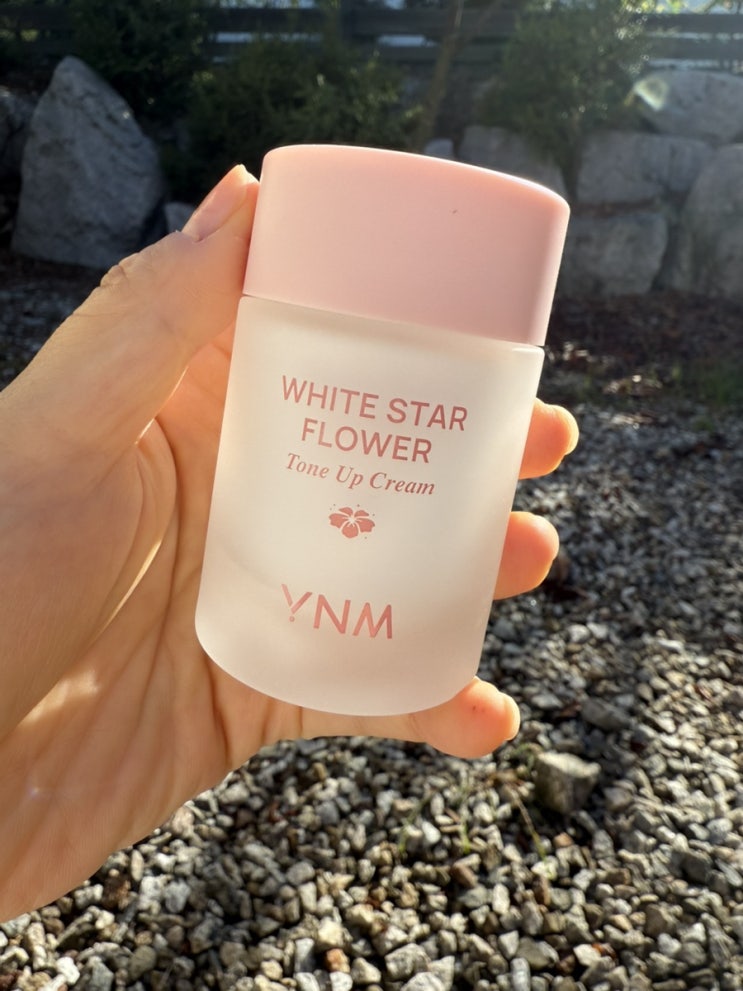 WHITE STAR
FLOWER
Tone Up Cream
YNM